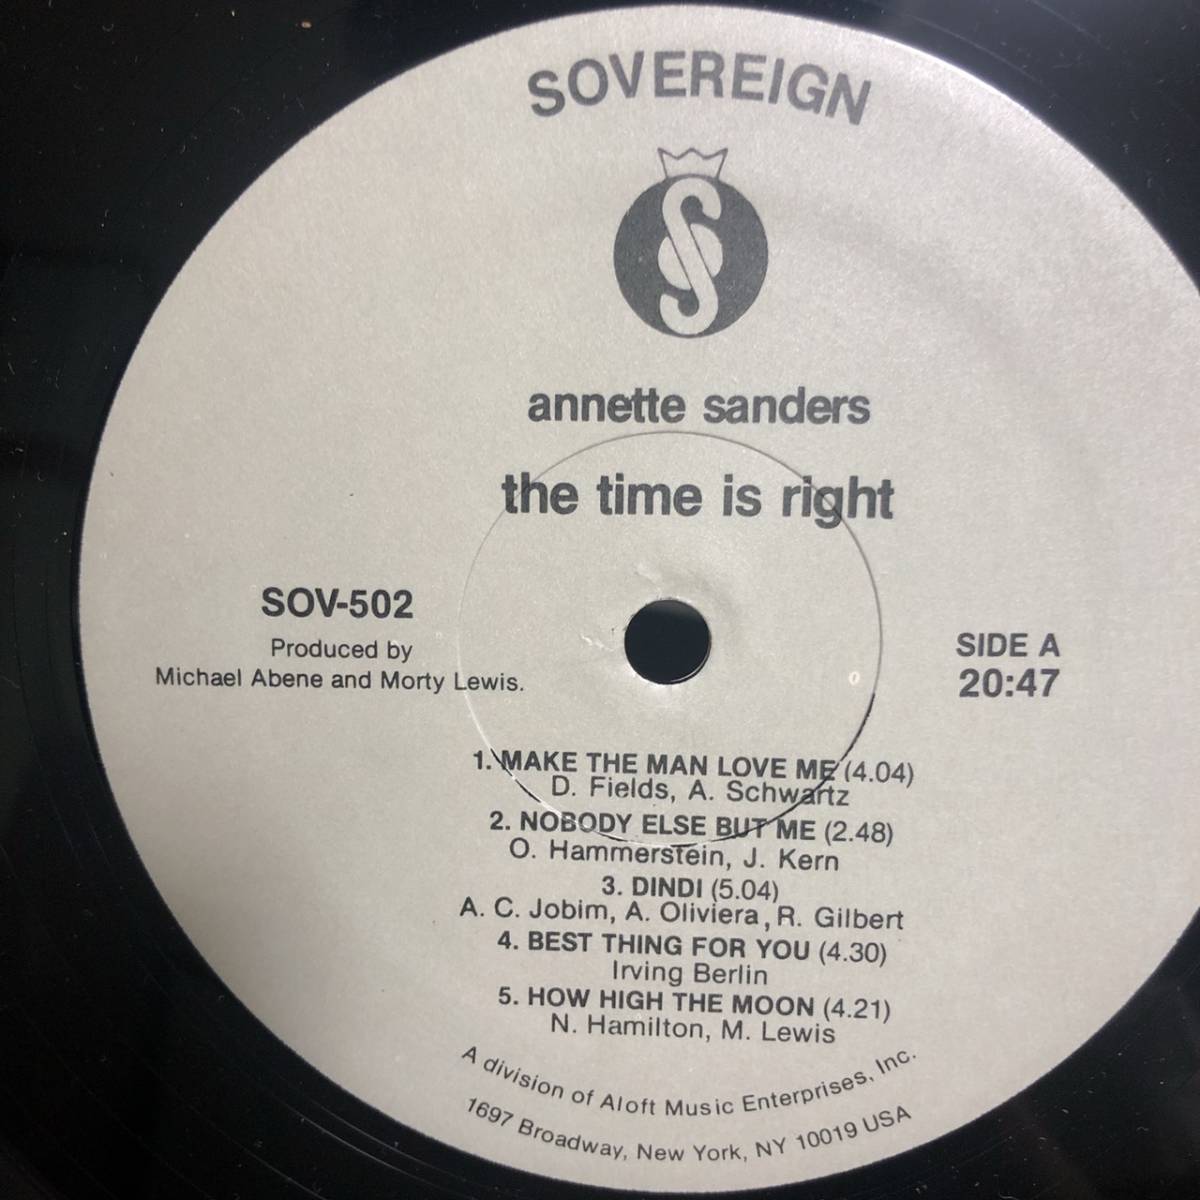 SOVEREIGN
S
annette sanders
the time is right
SOV-502
Produced by
Michael Abene and Morty Lewis.
SIDE A
20:47
1. MAKE THE MAN LOVE ME (4.04)
D. Fields, A. Schwartz
2. NOBODY ELSE BUT ME (2.48)
O. Hammerstein, J. Kern
3. DINDI (5.04)
A. C. Jobim, A. Oliviera, R. Gilbert
4. BEST THING FOR YOU (4.30)
Irving Berlin
5. HOW HIGH THE MOON (4.21)
N. Hamilton, M. Lewis
A division of Aloft Music Enterprises, Inc.
1697 Broadway, New York, NY 10019 USA